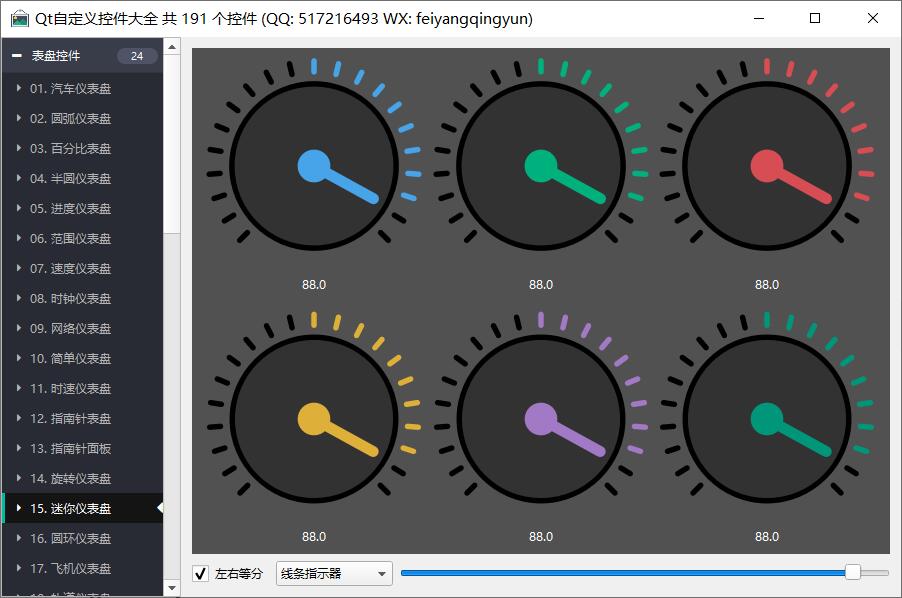 Qt自定义控件大全 共 191 个控件 (QQ: 517216493 WX: feiyangqingyun)
表盘控件 24
01. 汽车仪表盘
02. 圆弧仪表盘
03. 百分比表盘
04. 半圆仪表盘
05. 进度仪表盘
06. 范围仪表盘
07. 速度仪表盘
08. 时钟仪表盘
09. 网络仪表盘
10. 简单仪表盘
11. 时速仪表盘
12. 指南针表盘
13. 指南针面板
14. 旋转仪表盘
15. 迷你仪表盘
16. 圆环仪表盘
17. 飞机仪表盘
88.0 88.0 88.0
88.0 88.0 88.0
左右等分 线条指示器